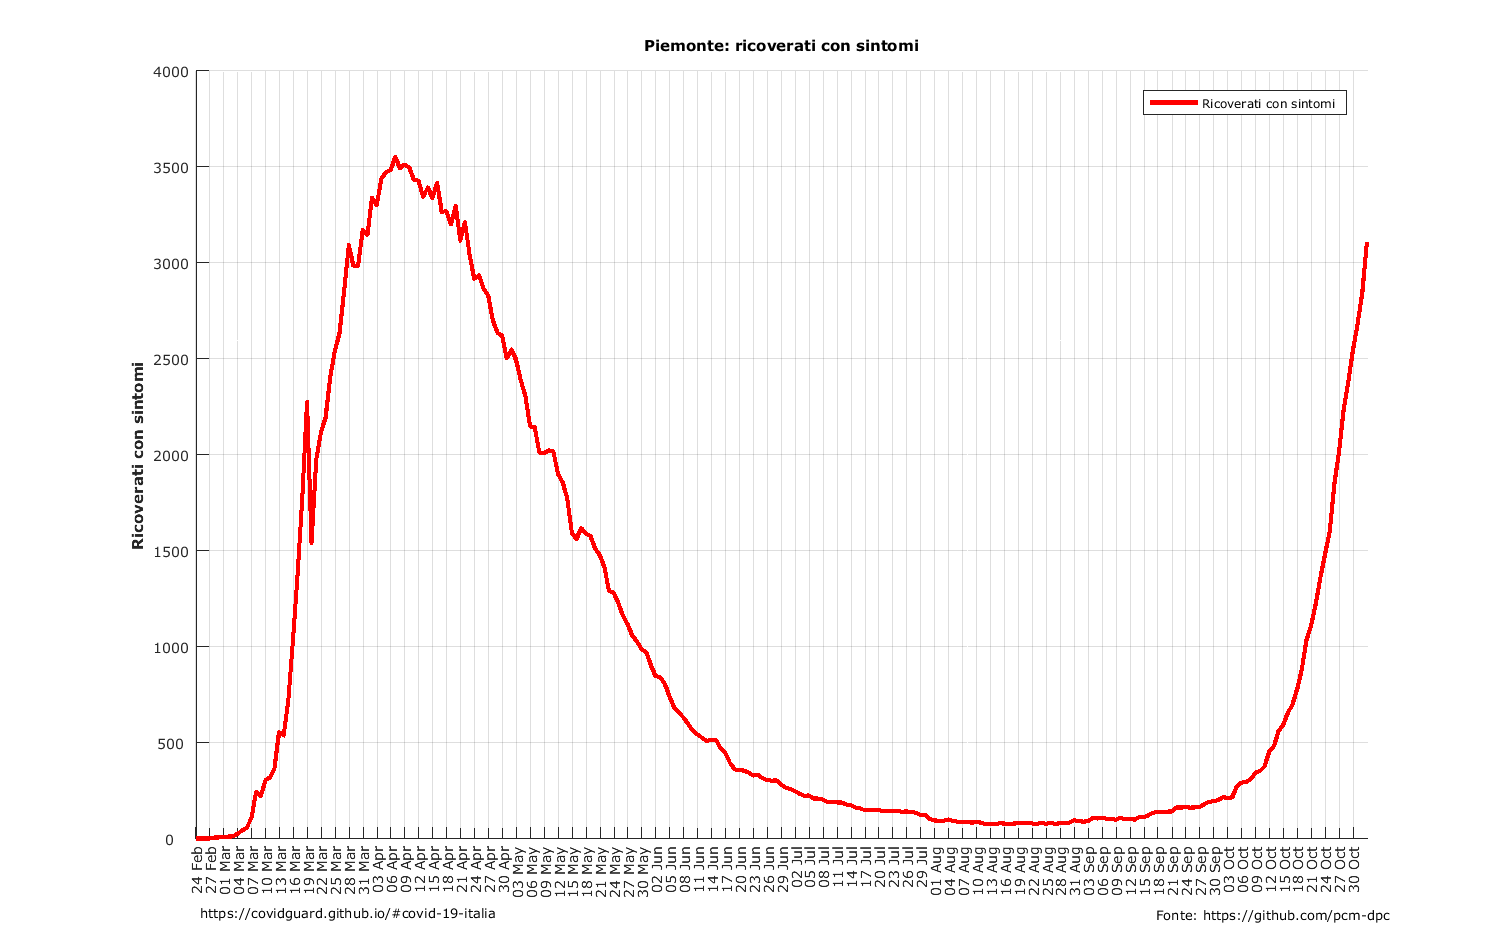 Piemonte: ricoverati con sintomi
Ricoverati con sintomi
4000
3500
3000
2500
2000
1500
1000
500
0
Ricoverati con sintomi
24 Feb
27 Feb
01 Mar
04 Mar
07 Mar
10 Mar
13 Mar
16 Mar
19 Mar
22 Mar
25 Mar
28 Mar
31 Mar
03 Apr
06 Apr
09 Apr
12 Apr
15 Apr
18 Apr
21 Apr
24 Apr
27 Apr
30 Apr
03 May
06 May
09 May
12 May
15 May
18 May
21 May
24 May
27 May
30 May
02 Jun
05 Jun
08 Jun
11 Jun
14 Jun
17 Jun
20 Jun
23 Jun
26 Jun
29 Jun
02 Jul
05 Jul
08 Jul
11 Jul
14 Jul
17 Jul
20 Jul
23 Jul
26 Jul
29 Jul
01 Aug
04 Aug
07 Aug
10 Aug
13 Aug
16 Aug
19 Aug
22 Aug
25 Aug
28 Aug
31 Aug
03 Sep
06 Sep
09 Sep
12 Sep
15 Sep
18 Sep
21 Sep
24 Sep
27 Sep
30 Sep
03 Oct
06 Oct
09 Oct
12 Oct
15 Oct
18 Oct
21 Oct
24 Oct
27 Oct
30 Oct
https://covidguard.github.io/#covid-19-italia
Fonte: https://github.com/pcm-dpc